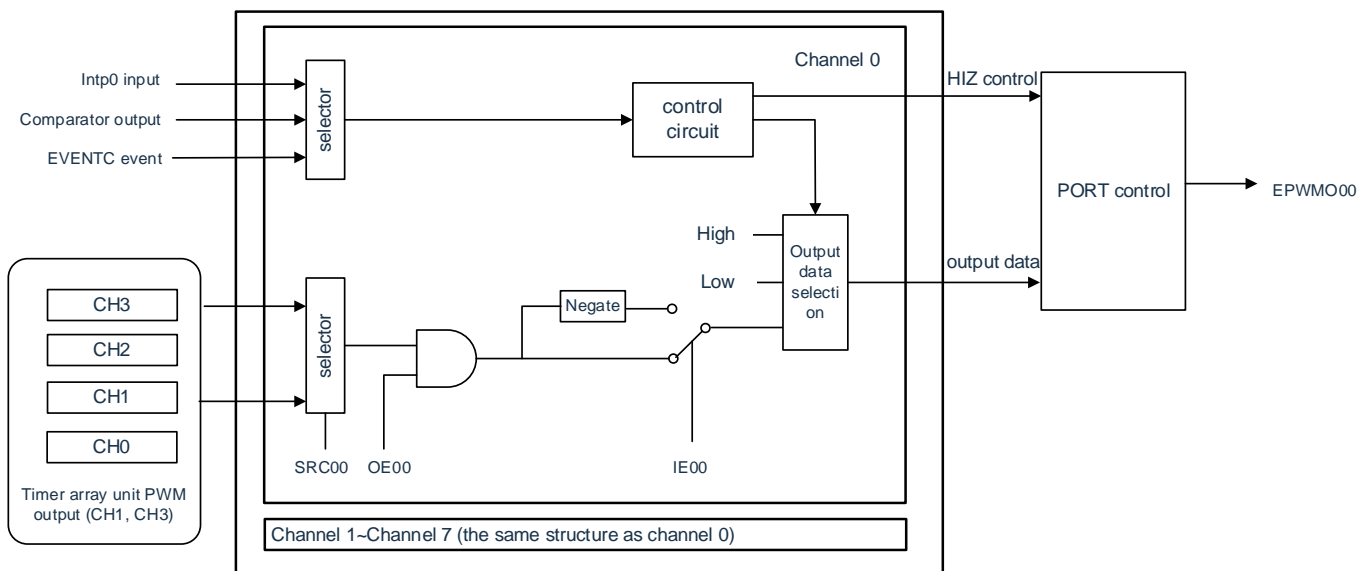 Channel 0
Intp0 input
Comparator output
EVENTC event
selector
control
circuit
HIZ control
PORT control
EPWMO00
High
Low
Output
data
selecti
on
output data
CH3
CH2
CH1
CH0
Timer array unit PWM
output (CH1, CH3)
selector
Negate
SRC00
OE00
IE00
Channel 1~Channel 7 (the same structure as channel 0)